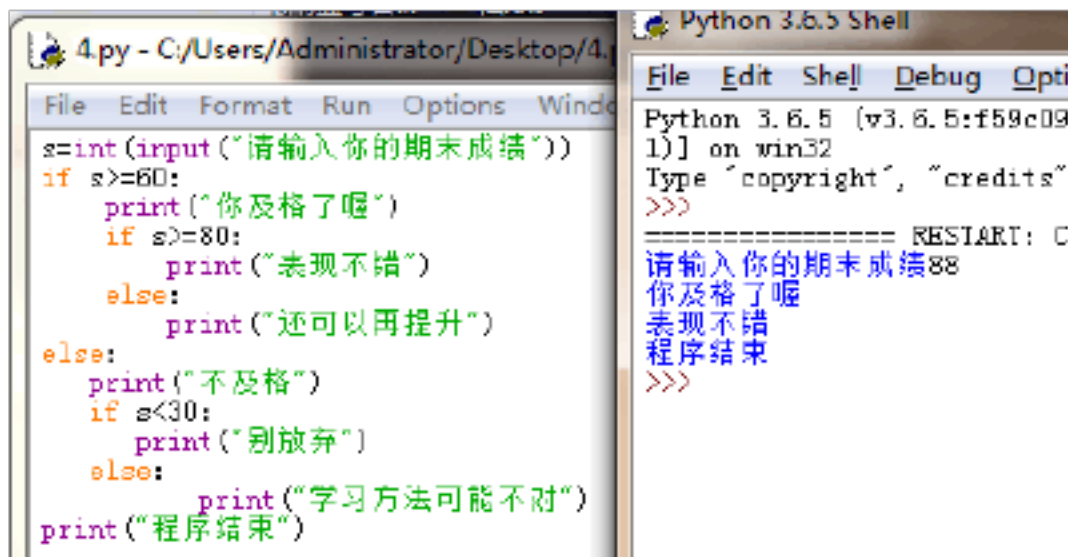 4.py - C:/Users/Administrator/Desktop/4.
File Edit Format Run Options
s=int(input("请输入你的期末成绩"))
if s>=60:
    print("你及格了喔")
    if s>=80:
        print("表现不错")
    else:
        print("还可以再提升")
else:
   print("不及格")
   if s<30:
      print("别放弃")
   else:
          print("学习方法可能不对")
print("程序结束")
Python 3.6.5 Shell
File Edit Shell Debug Opti
Python 3.6.5 (v3.6.5:f59c09
1)] on win32
Type "copyright", "credits"
>>>
================ RESTART: C
请输入你的期末成绩88
你及格了喔
表现不错
程序结束
>>>